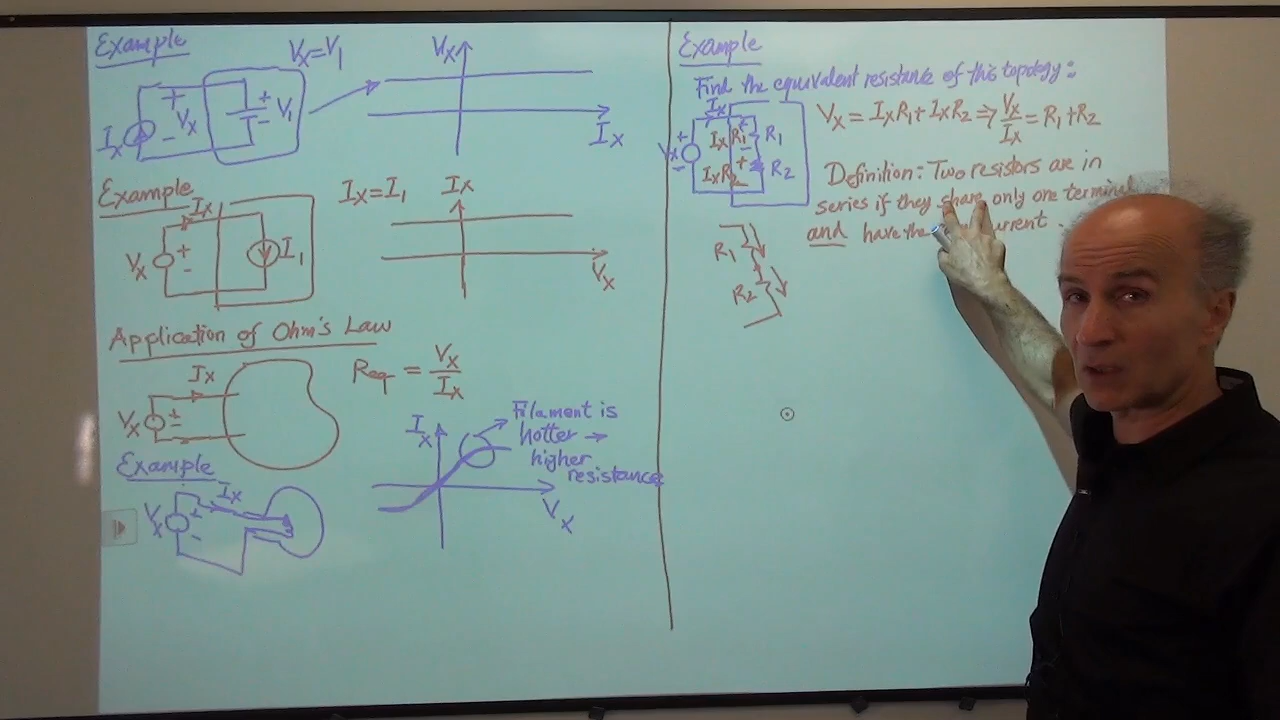 Example
Vx=V1
Vx
Ix
+
Vx
-
+
V1
-
Ix
Example
Ix
Vx
+
-
I1
Ix=I1
Ix
Vx
Application of Ohm's Law
Ix
Vx
+
-
Req = Vx
Ix
Example
Ix
Vx
+
-
Ix
Vx
Filament is
hotter →
higher
resistance
Example
Find the equivalent resistance of this topology:
Ix
+
Vx
-
IxR1
-
R1
+
IxR2
-
R2
Vx = IxR1 + IxR2 ⇒ Vx/Ix = R1 + R2
Definition: Two resistors are in
series if they share only one terminal
and have the current.
R1
R2